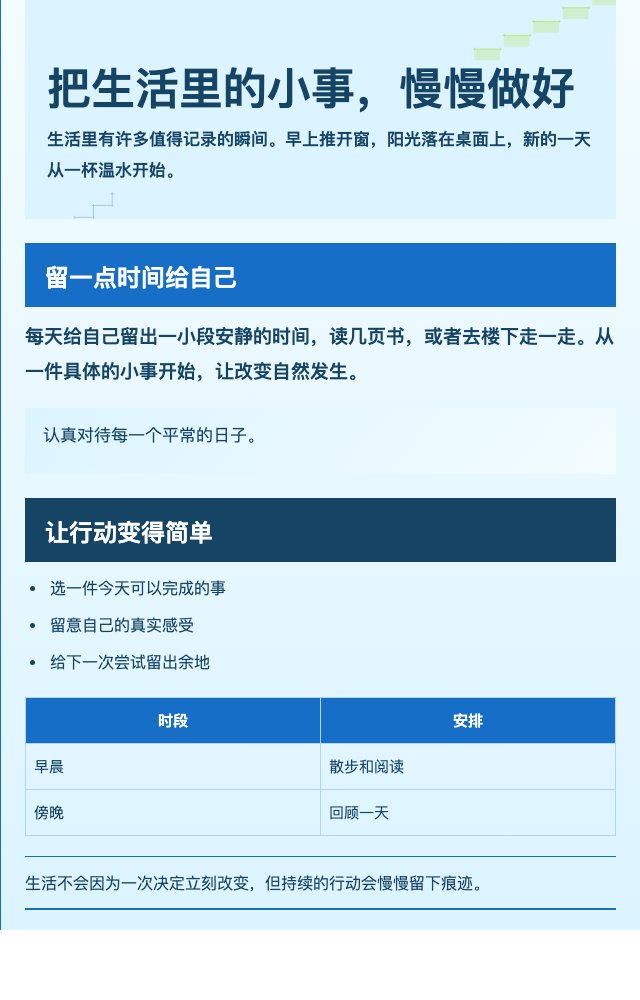 把生活里的小事，慢慢做好
生活里有许多值得记录的瞬间。早上推开窗，阳光落在桌面上，新的一天
从一杯温水开始。
留一点时间给自己
每天给自己留出一小段安静的时间，读几页书，或者去楼下走一走。从
一件具体的小事开始，让改变自然发生。
认真对待每一个平常的日子。
让行动变得简单
• 选一件今天可以完成的事
• 留意自己的真实感受
• 给下一次尝试留出余地
时段 安排
早晨 散步和阅读
傍晚 回顾一天
生活不会因为一次决定立刻改变，但持续的行动会慢慢留下痕迹。